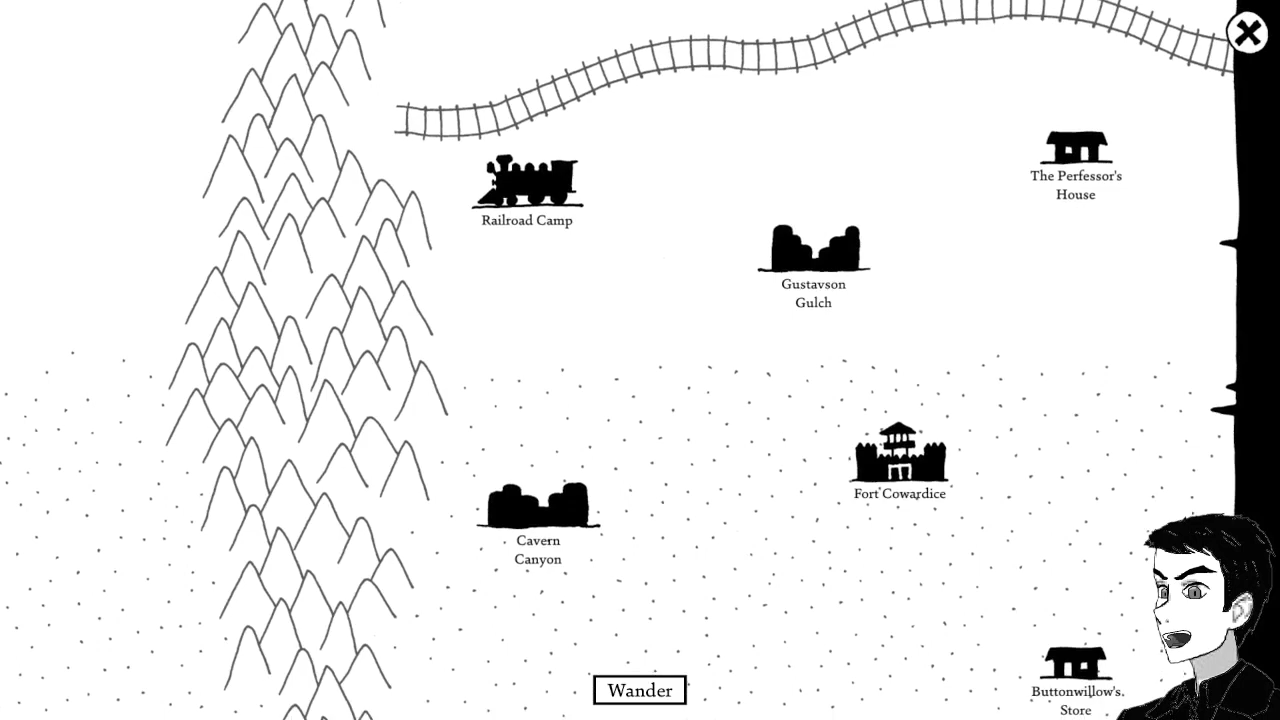 The Perfessor's
House
Railroad Camp
Gustavson
Gulch
Fort Cowardice
Cavern
Canyon
Wander
Buttonwillow's
Store